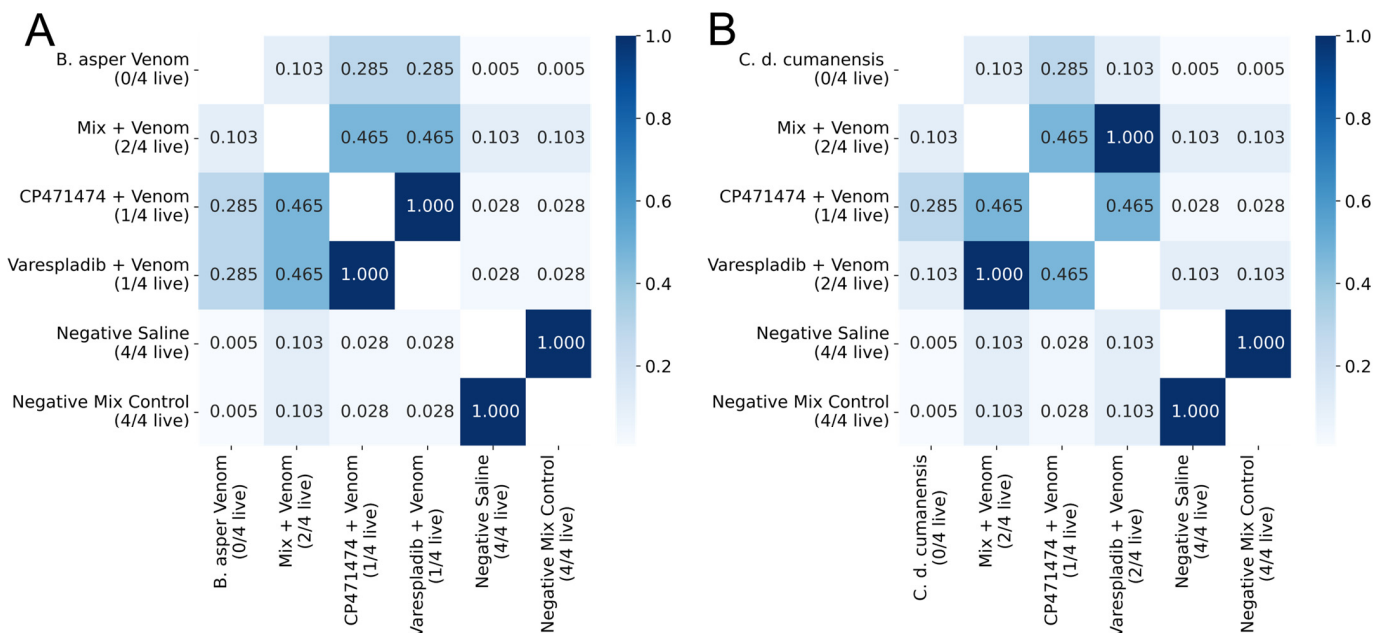 A
B. asper Venom
(0/4 live)
0.103 0.285 0.285 0.005 0.005
Mix + Venom
(2/4 live)
0.103 0.465 0.465 0.103 0.103
CP471474 + Venom
(1/4 live)
0.285 0.465 1.000 0.028 0.028
Varespladib + Venom
(1/4 live)
0.285 0.465 1.000 0.028 0.028
Negative Saline
(4/4 live)
0.005 0.103 0.028 0.028 1.000
Negative Mix Control
(4/4 live)
0.005 0.103 0.028 0.028 1.000
B. asper Venom
(0/4 live)
Mix + Venom
(2/4 live)
CP471474 + Venom
(1/4 live)
Varespladib + Venom
(1/4 live)
Negative Saline
(4/4 live)
Negative Mix Control
(4/4 live)
1.0
0.8
0.6
0.4
0.2
B
C. d. cumanensis
(0/4 live)
0.103 0.285 0.103 0.005 0.005
Mix + Venom
(2/4 live)
0.103 0.465 1.000 0.103 0.103
CP471474 + Venom
(1/4 live)
0.285 0.465 0.465 0.028 0.028
Varespladib + Venom
(2/4 live)
0.103 1.000 0.465 0.103 0.103
Negative Saline
(4/4 live)
0.005 0.103 0.028 0.103 1.000
Negative Mix Control
(4/4 live)
0.005 0.103 0.028 0.103 1.000
C. d. cumanensis
(0/4 live)
Mix + Venom
(2/4 live)
CP471474 + Venom
(1/4 live)
Varespladib + Venom
(2/4 live)
Negative Saline
(4/4 live)
Negative Mix Control
(4/4 live)
1.0
0.8
0.6
0.4
0.2